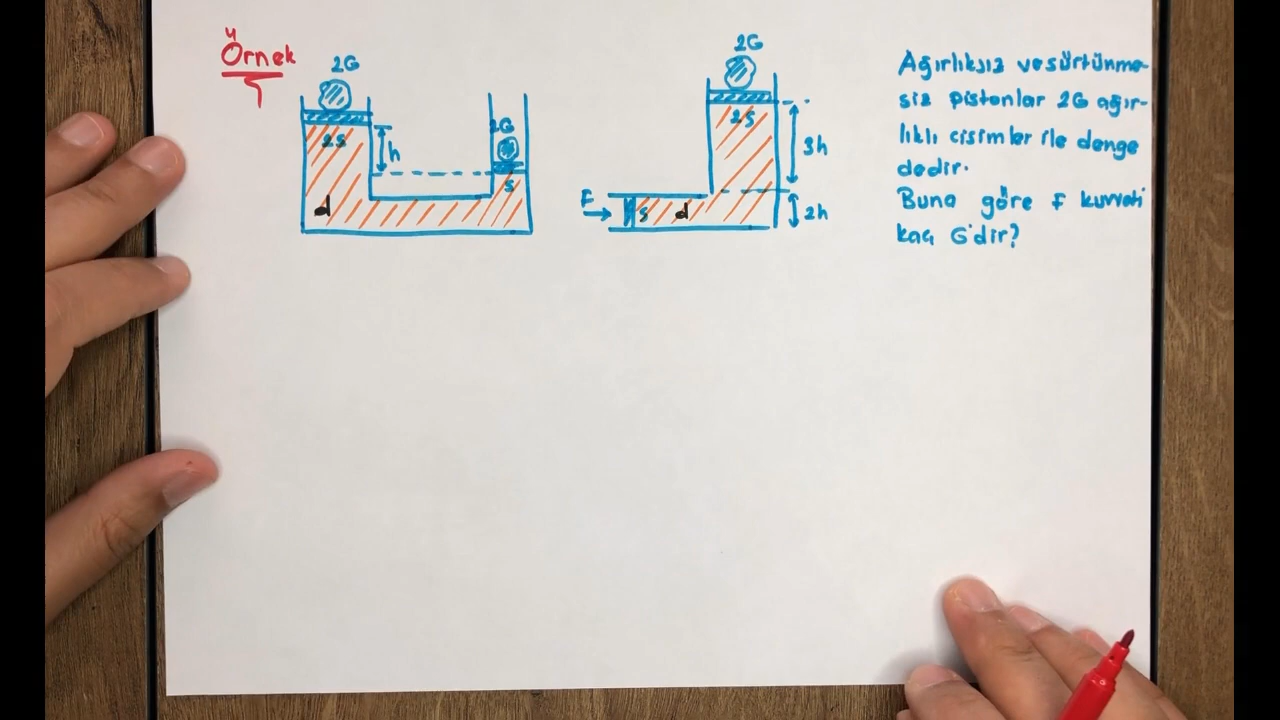 Örnek
2G
2S
h
d
2G
S
2G
2S
3h
2h
F
S
d
Ağırlıksız ve sürtünme-
siz pistonlar 2G ağır-
lıklı cisimler ile denge
dedir.
Buna göre F kuvveti
kaç G'dir?